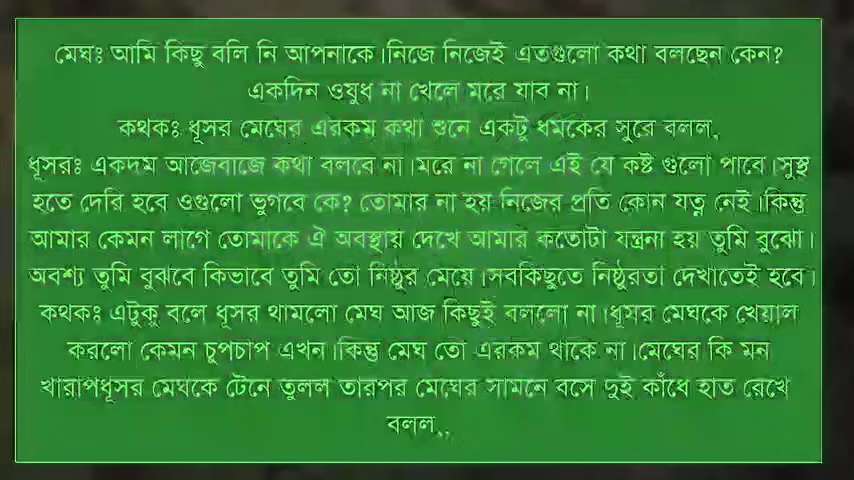 মেঘঃ আমি কিছু বলি নি আপনাকে।নিজে নিজেই এতগুলো কথা বলছেন কেন?
একদিন ওষুধ না খেলে মরে যাব না।
কথকঃ ধূসর মেঘের এরকম কথা শুনে একটু ধমকের সুরে বলল,
ধূসরঃ একদম আজেবাজে কথা বলবে না।মরে না গেলে এই যে কষ্ট গুলো পাবে।সুস্থ
হতে দেরি হবে ওগুলো ভুগবে কে? তোমার না হয় নিজের প্রতি কোন যত্ন নেই।কিন্তু
আমার কেমন লাগে তোমাকে ঐ অবস্থায় দেখে আমার কতোটা যন্ত্রনা হয় তুমি বুঝো।
অবশ্য তুমি বুঝবে কিভাবে তুমি তো নিষ্ঠুর মেয়ে।সবকিছুতে নিষ্ঠুরতা দেখাতেই হবে।
কথকঃ এটুকু বলে ধূসর থামলো মেঘ আজ কিছুই বললো না।ধূসর মেঘকে খেয়াল
করলো কেমন চুপচাপ এখন।কিন্তু মেঘ তো এরকম থাকে না।মেঘের কি মন
খারাপধূসর মেঘকে টেনে তুলল তারপর মেঘের সামনে বসে দুই কাঁধে হাত রেখে
বলল,,